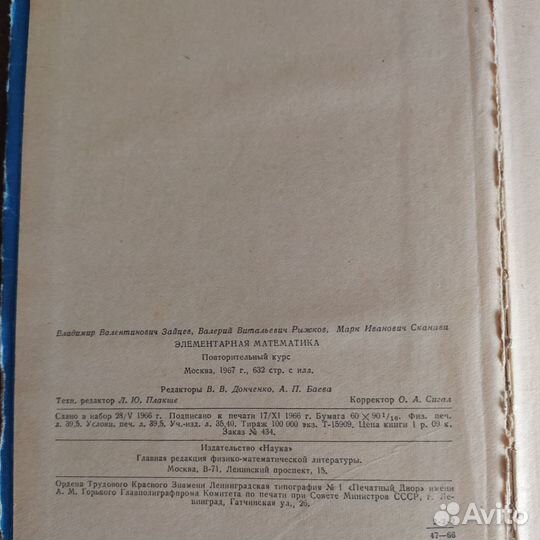 Владимир Валентинович Зайцев, Валерий Витальевич Рыжков, Марк Иванович Сканави
ЭЛЕМЕНТАРНАЯ МАТЕМАТИКА
Повторительный курс
Москва, 1967 г., 632 стр. с илл.
Редакторы В. В. Донченко, А. П. Баева
Техн. редактор Л. Ю. Плакше Корректор О. А. Сигал
Сдано в набор 28/V 1966 г. Подписано к печати 17/XI 1966 г. Бумага 60 × 90 1/16. Физ. печ.
л. 39,5. Условн. печ. л. 39,5. Уч.-изд. л. 35,40. Тираж 100 000 экз. Т-15909. Цена книги 1 р. 09 к.
Заказ № 434.
Издательство «Наука»
Главная редакция физико-математической литературы.
Москва, В-71, Ленинский проспект, 15.
Ордена Трудового Красного Знамени Ленинградская типография № 1 «Печатный Двор» имени
А. М. Горького Главполиграфпрома Комитета по печати при Совете Министров СССР, г. Ле-
нинград, Гатчинская ул., 26.
47—66
Avito